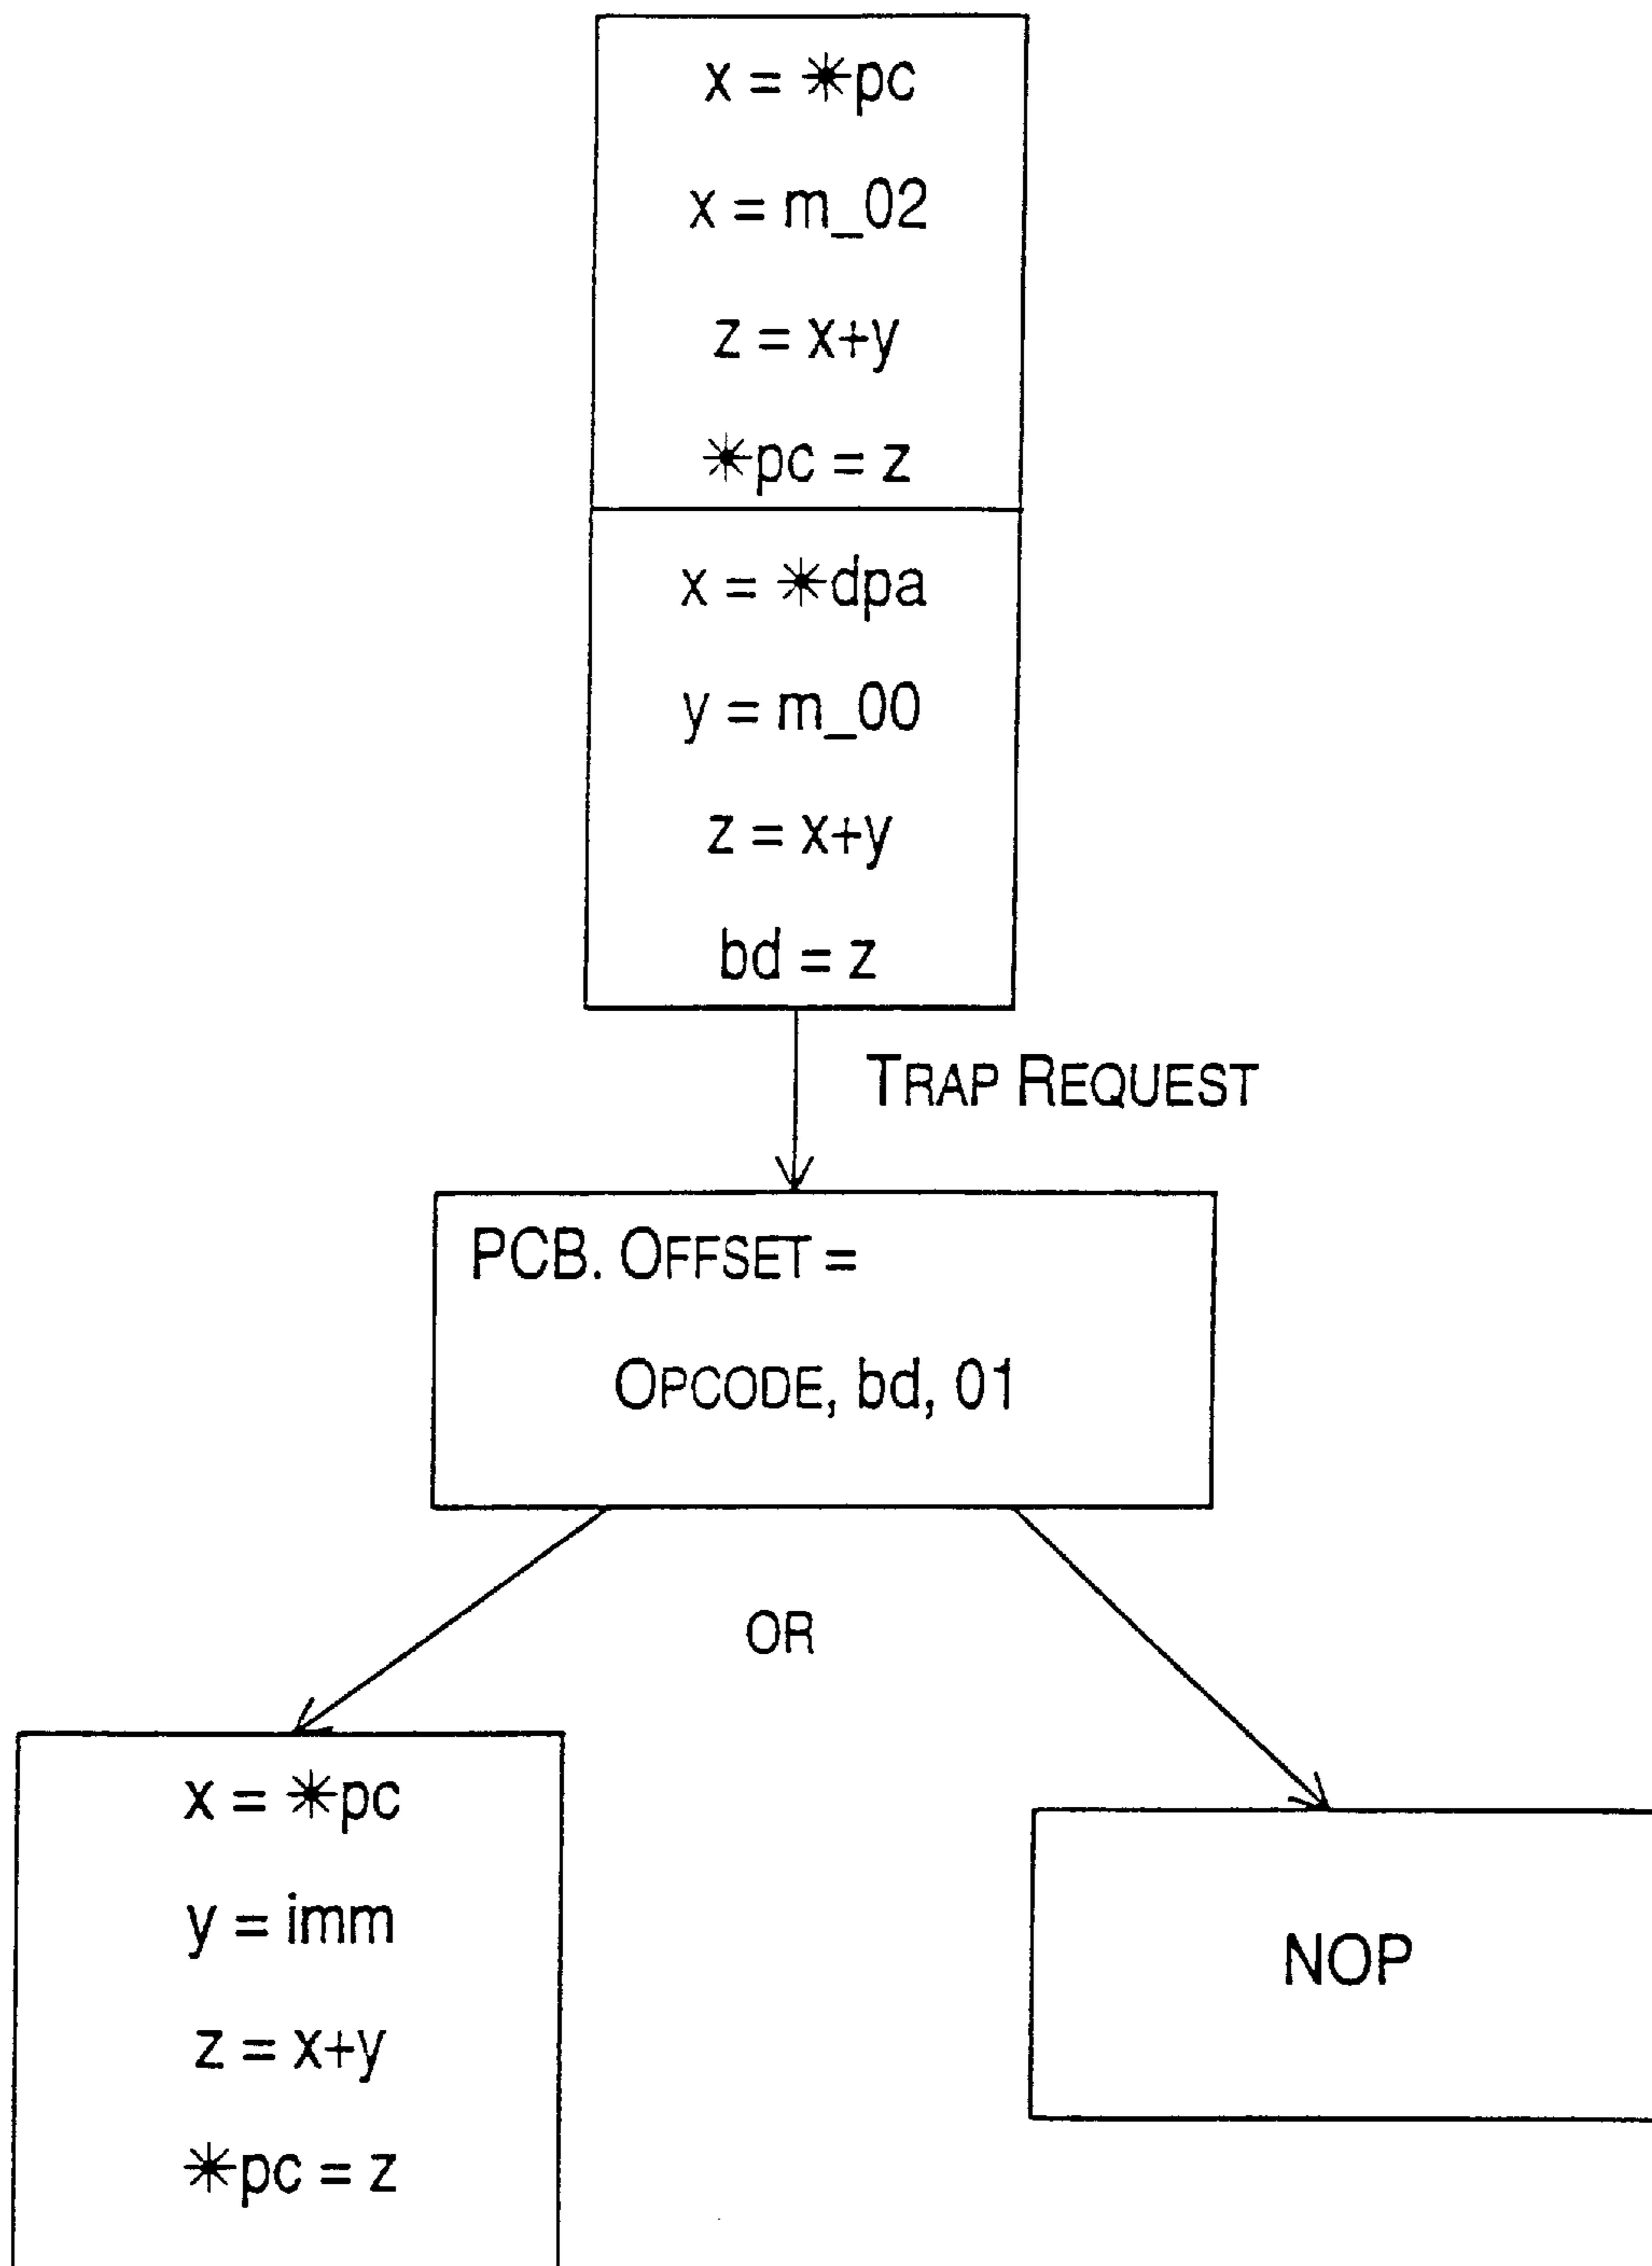 x = *pc
x = m_02
z = x+y
*pc = z
x = *dpa
y = m_00
z = x+y
bd = z
TRAP REQUEST
PCB. OFFSET =
OPCODE, bd, 01
OR
x = *pc
y = imm
z = x+y
*pc = z
NOP